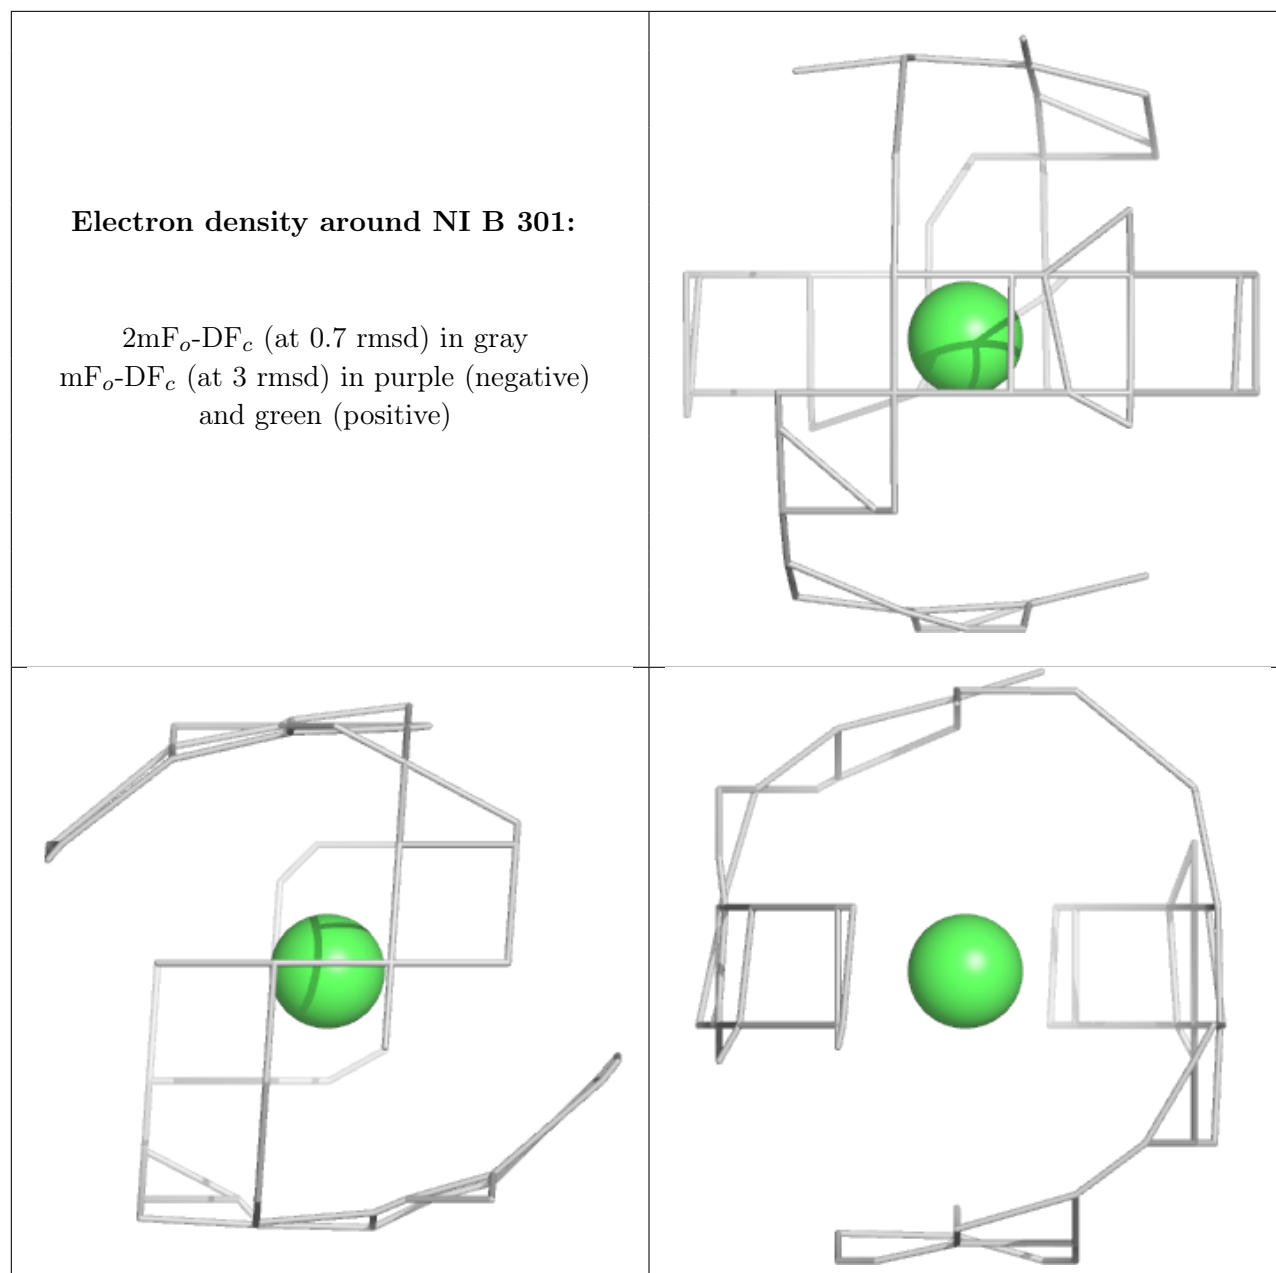 Electron density around NI B 301:
2mFo-DFc (at 0.7 rmsd) in gray
mFo-DFc (at 3 rmsd) in purple (negative)
and green (positive)